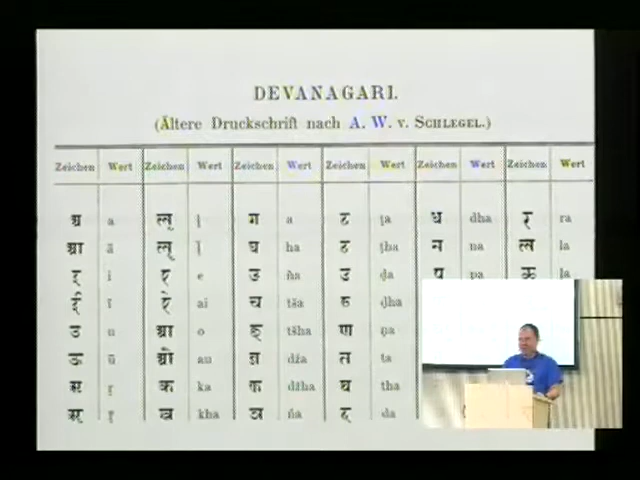 DEVANAGARI.
(Ältere Druckschrift nach A. W. v. SCHLEGEL.)
Zeichen Wert Zeichen Wert Zeichen Wert Zeichen Wert Zeichen Wert Zeichen Wert
अ a ऌ ḷ ग a ट ṭa ध dha र ra
आ ā ॡ ḹ घ ha ठ ṭha न na ल la
इ i ए e ङ ṅa ड ḍa प pa ळ ḷa
ई ī ऐ ai च tša ढ ḍha
उ u ओ o छ tšha ण ṇa
ऊ ū औ au ज dža त ta
ऋ ṛ क ka झ džha थ tha
ॠ ṝ ख kha ञ ña द da